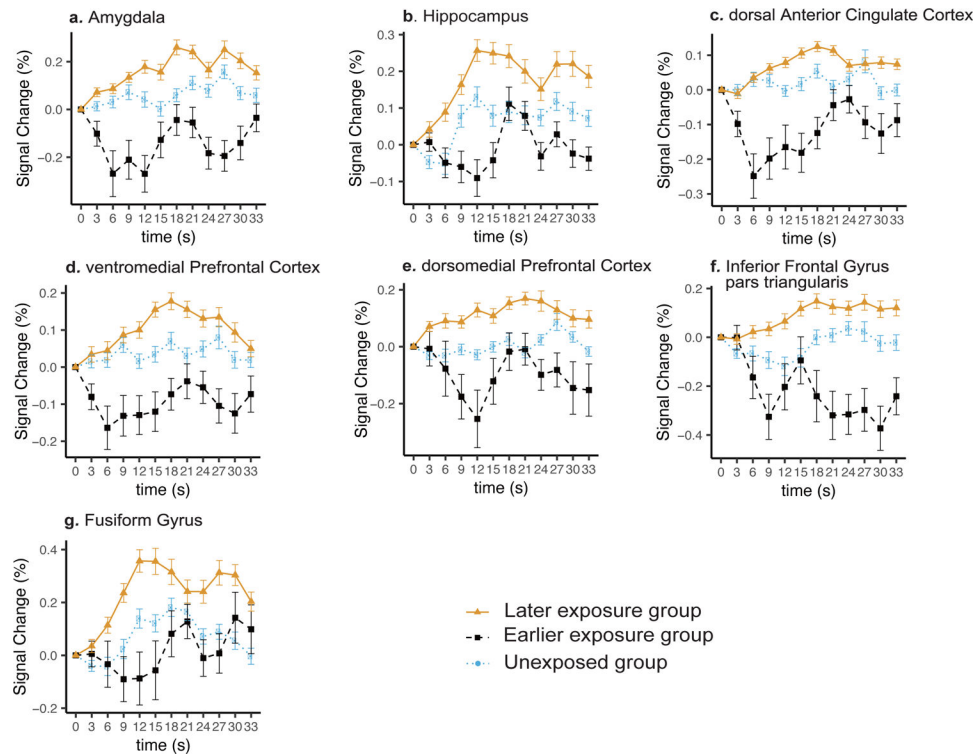 a. Amygdala
Signal Change (%)
0.2
0.0
−0.2
0 3 6 9 12 15 18 21 24 27 30 33
time (s)
b. Hippocampus
Signal Change (%)
0.3
0.2
0.1
0.0
−0.1
0 3 6 9 12 15 18 21 24 27 30 33
time (s)
c. dorsal Anterior Cingulate Cortex
Signal Change (%)
0.1
0.0
−0.1
−0.2
−0.3
0 3 6 9 12 15 18 21 24 27 30 33
time (s)
d. ventromedial Prefrontal Cortex
Signal Change (%)
0.2
0.1
0.0
−0.1
−0.2
0 3 6 9 12 15 18 21 24 27 30 33
time (s)
e. dorsomedial Prefrontal Cortex
Signal Change (%)
0.2
0.0
−0.2
0 3 6 9 12 15 18 21 24 27 30 33
time (s)
f. Inferior Frontal Gyrus
pars triangularis
Signal Change (%)
0.2
0.0
−0.2
−0.4
0 3 6 9 12 15 18 21 24 27 30 33
time (s)
g. Fusiform Gyrus
Signal Change (%)
0.4
0.2
0.0
−0.2
0 3 6 9 12 15 18 21 24 27 30 33
time (s)
Later exposure group
Earlier exposure group
Unexposed group